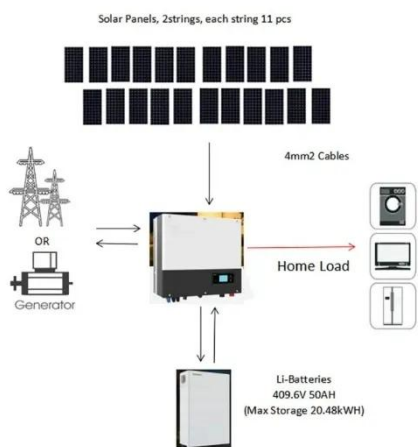 Solar Panels, 2strings, each string 11 pcs
4mm2 Cables
OR
Generator
Home Load
Li-Batteries
409.6V 50AH
(Max Storage 20.48kWH)